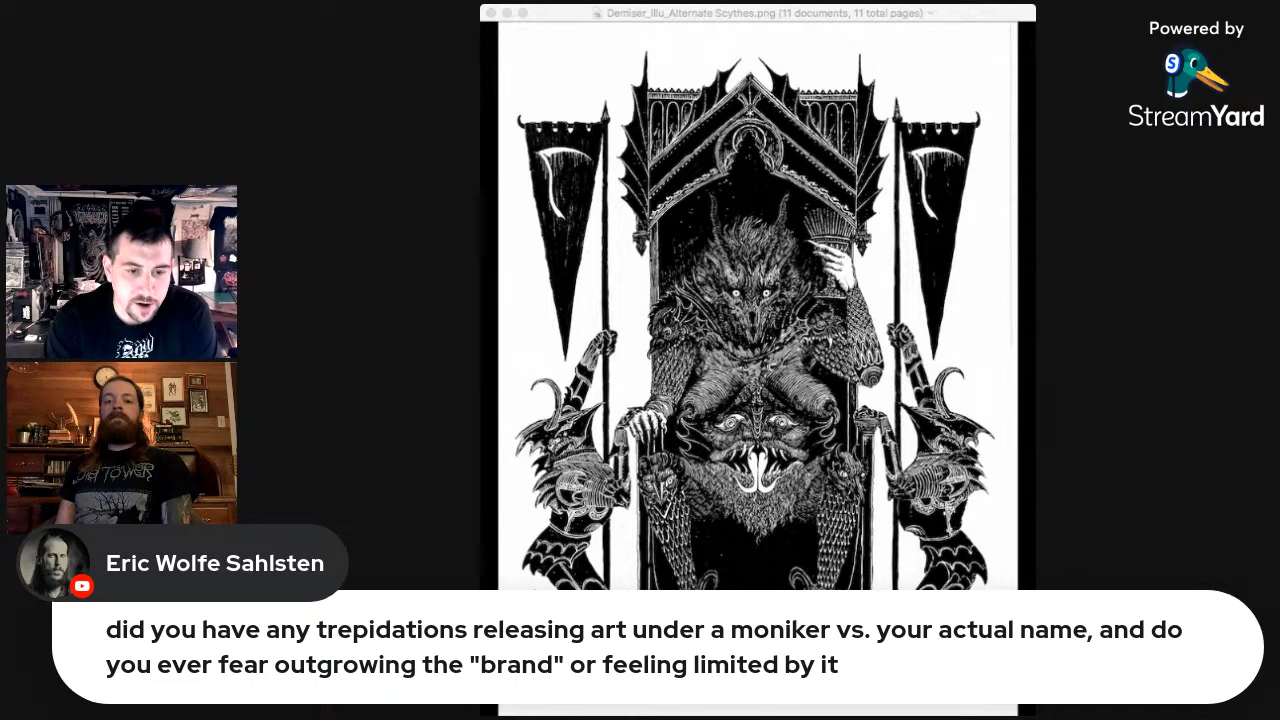 Demiser_Illu_Alternate Scythes.png (11 documents, 11 total pages)
Powered by
S
StreamYard
OLD TOWER
Eric Wolfe Sahlsten
did you have any trepidations releasing art under a moniker vs. your actual name, and do
you ever fear outgrowing the "brand" or feeling limited by it